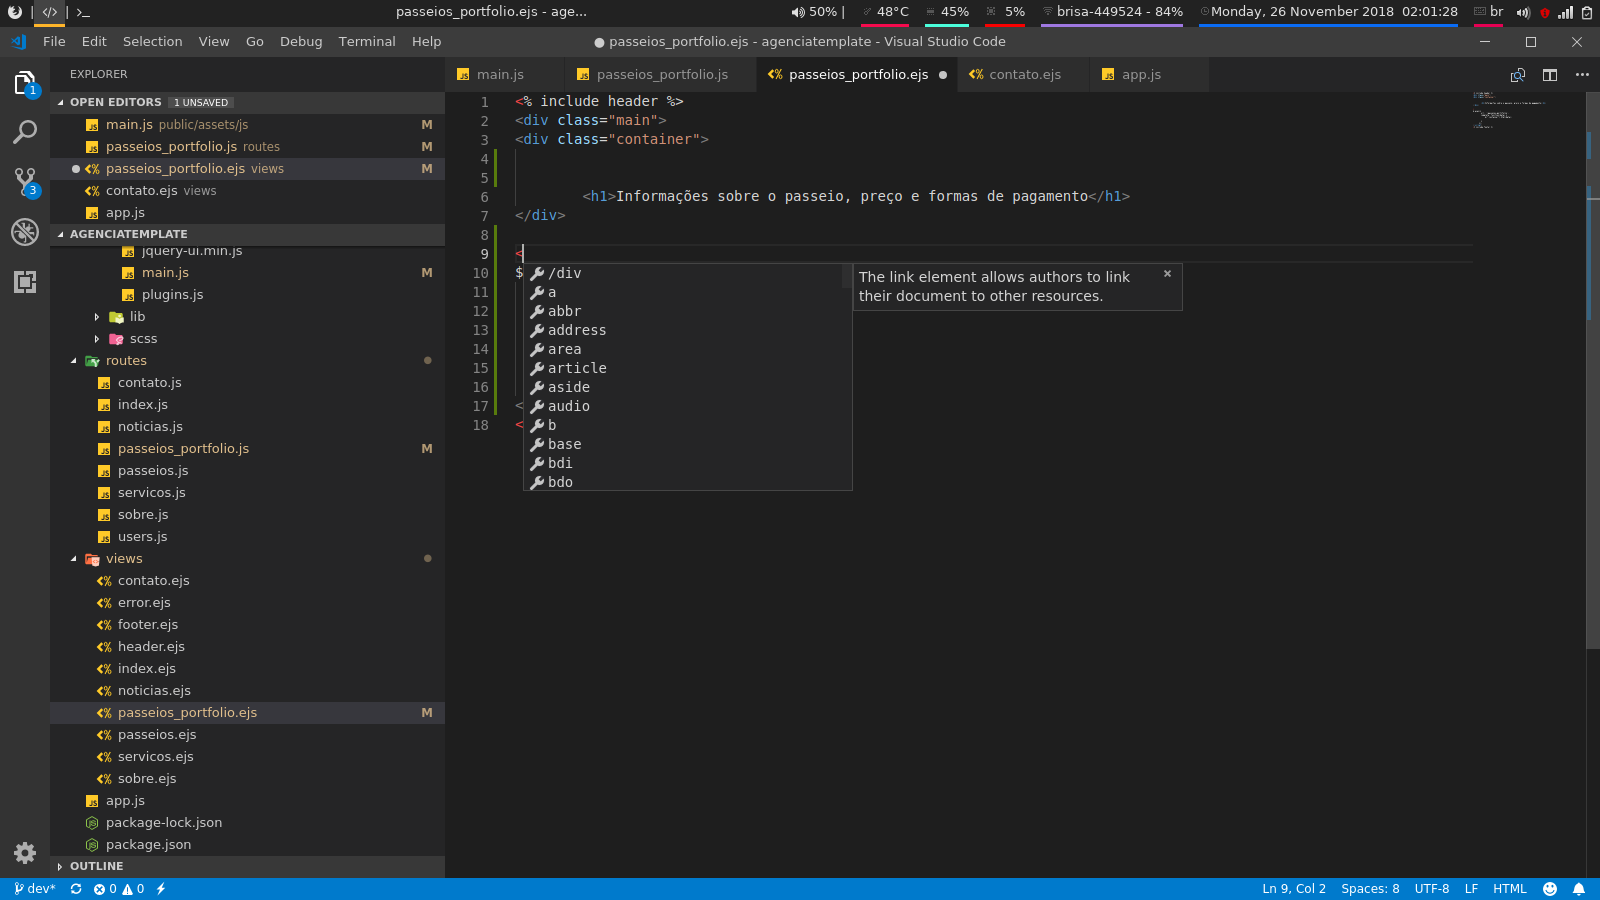 passeios_portfolio.ejs - age...
50% |
48°C
45%
5%
brisa-449524 - 84%
Monday, 26 November 2018 02:01:28
br
File Edit Selection View Go Debug Terminal Help
● passeios_portfolio.ejs - agenciatemplate - Visual Studio Code
EXPLORER
OPEN EDITORS 1 UNSAVED
main.js public/assets/js M
passeios_portfolio.js routes M
passeios_portfolio.ejs views M
contato.ejs views
app.js
AGENCIATEMPLATE
jquery-ui.min.js
main.js M
plugins.js
lib
scss
routes
contato.js
index.js
noticias.js
passeios_portfolio.js M
passeios.js
servicos.js
sobre.js
users.js
views
contato.ejs
error.ejs
footer.ejs
header.ejs
index.ejs
noticias.ejs
passeios_portfolio.ejs M
passeios.ejs
servicos.ejs
sobre.ejs
app.js
package-lock.json
package.json
OUTLINE
main.js
passeios_portfolio.js
passeios_portfolio.ejs ●
contato.ejs
app.js
1 <% include header %>
2 <div class="main">
3 <div class="container">
4
5
6 <h1>Informações sobre o passeio, preço e formas de pagamento</h1>
7 </div>
8
9 <
10 $
11
12
13
14
15
16
17 <
18 <
/div
a
abbr
address
area
article
aside
audio
b
base
bdi
bdo
The link element allows authors to link
their document to other resources.
1
3
dev* 0 0
Ln 9, Col 2 Spaces: 8 UTF-8 LF HTML